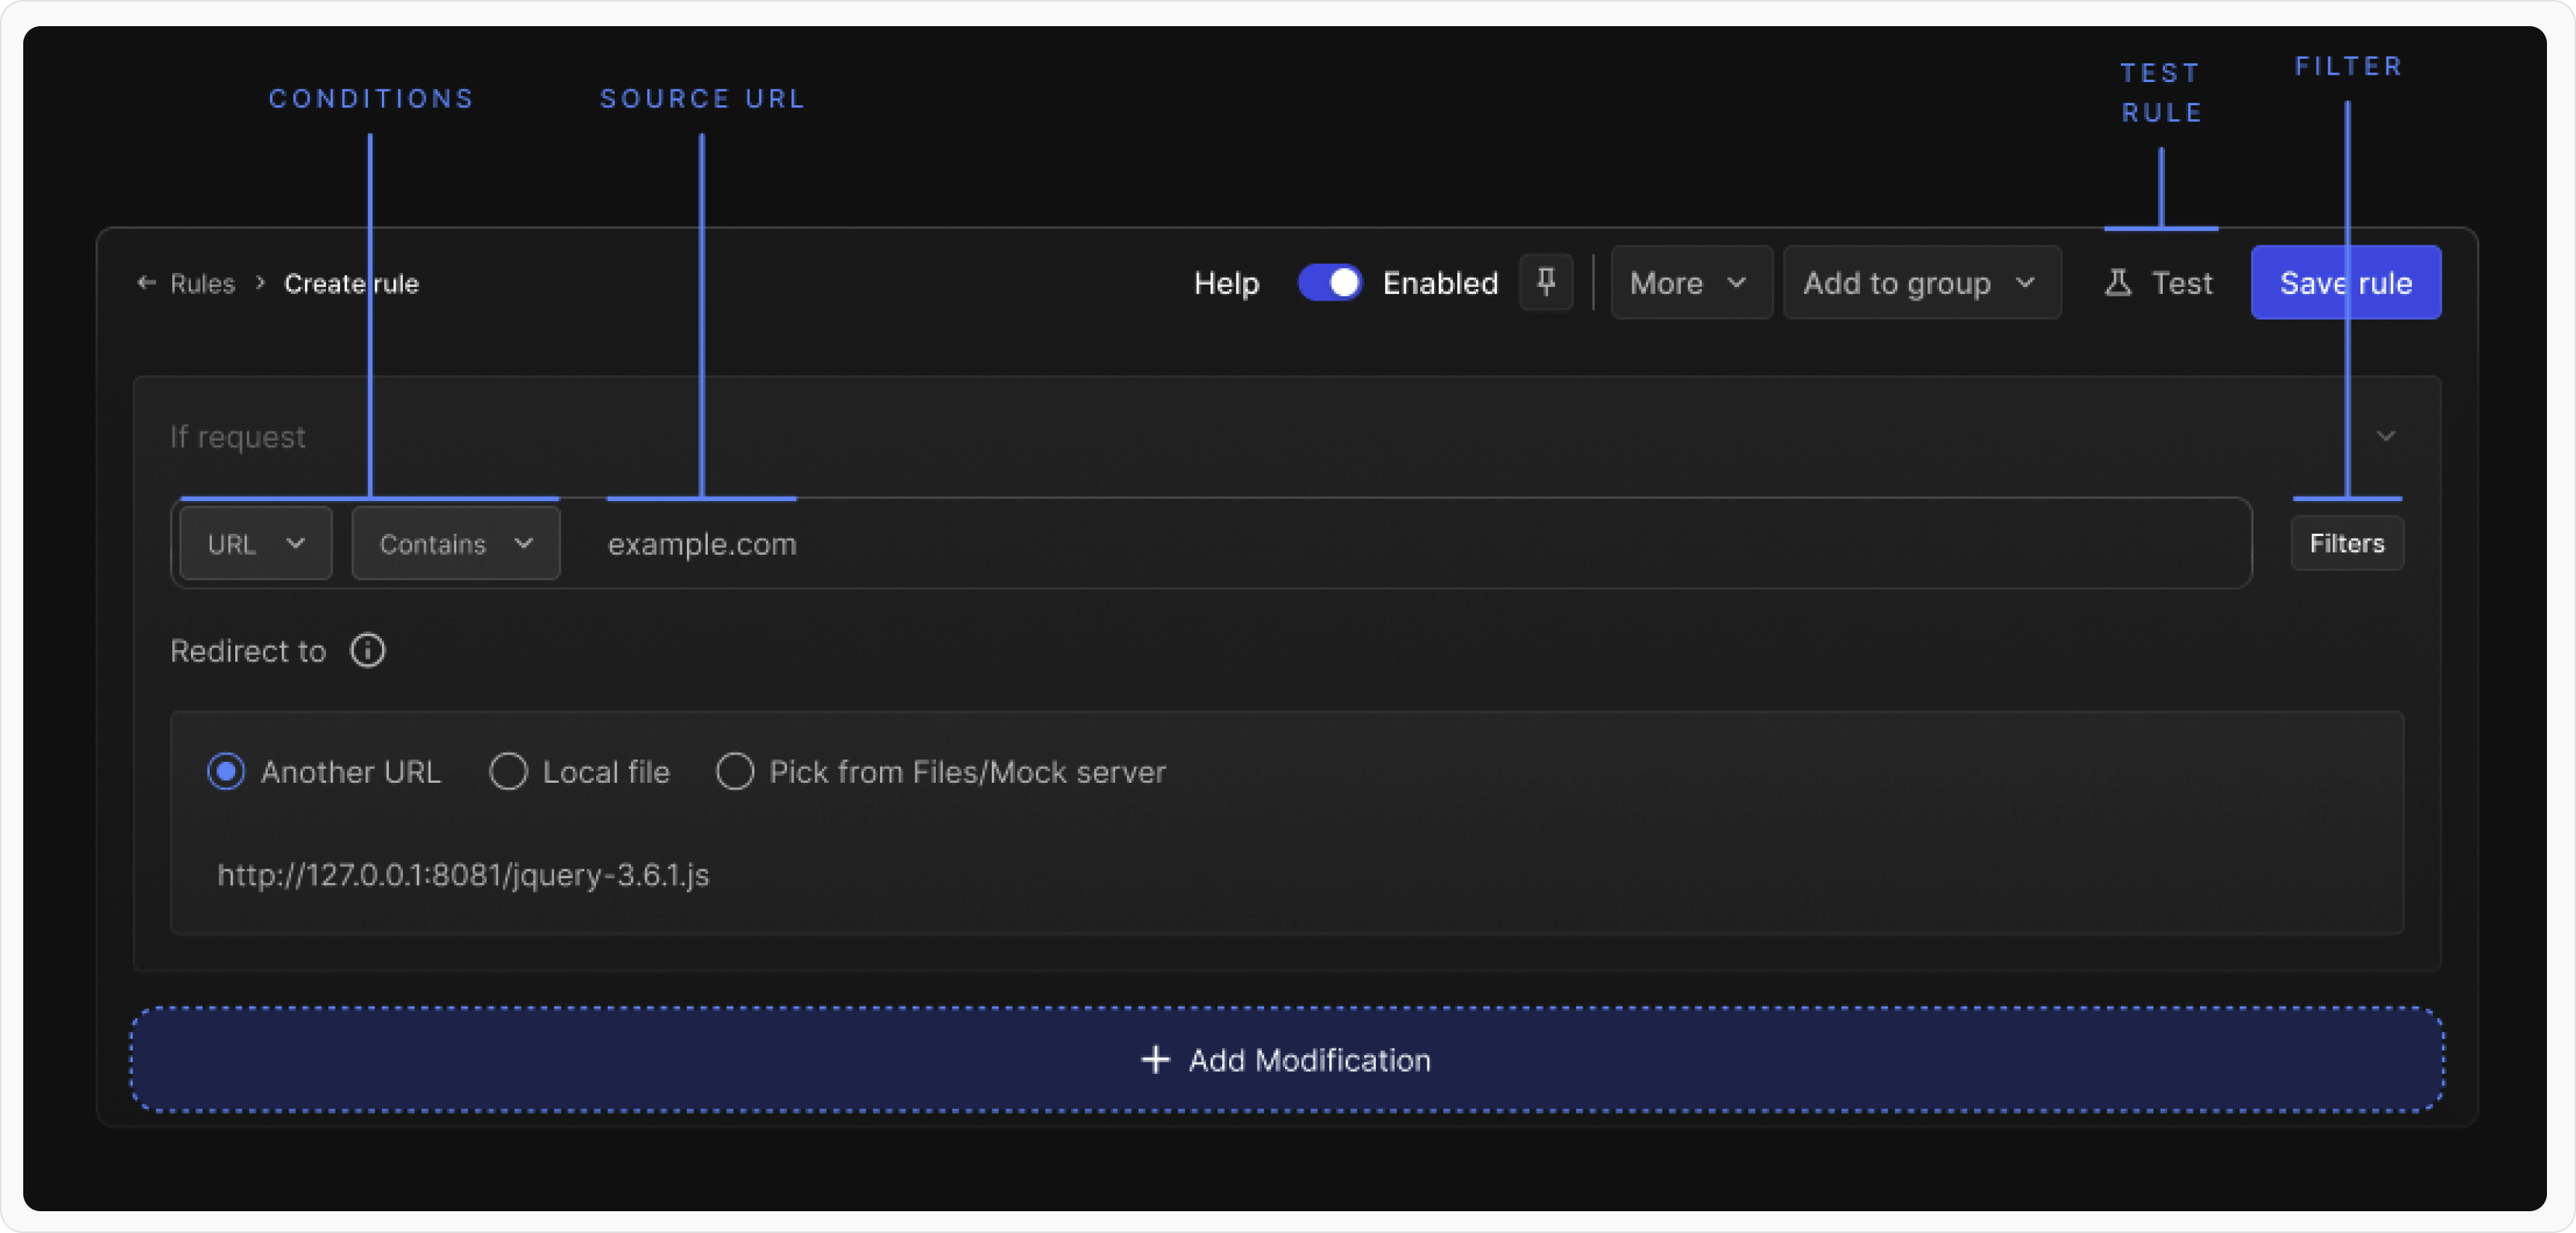 CONDITIONS
SOURCE URL
TEST
RULE
FILTER
Rules
Create rule
Help
Enabled
More
Add to group
Test
Save rule
If request
URL
Contains
example.com
Filters
Redirect to
Another URL
Local file
Pick from Files/Mock server
http://127.0.0.1:8081/jquery-3.6.1.js
+ Add Modification